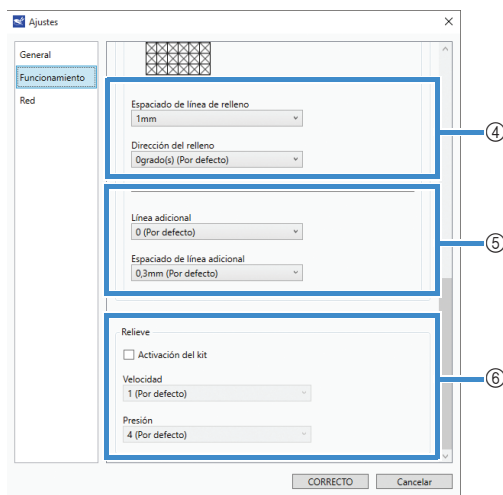 Ajustes
General
Funcionamiento
Red
Espaciado de línea de relleno
1mm
Dirección del relleno
0grado(s) (Por defecto)
④
Línea adicional
0 (Por defecto)
Espaciado de línea adicional
0,3mm (Por defecto)
⑤
Relieve
Activación del kit
Velocidad
1 (Por defecto)
Presión
4 (Por defecto)
⑥
CORRECTO
Cancelar